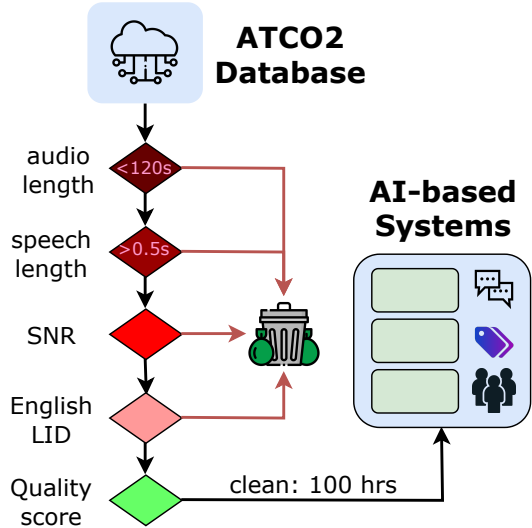 ATCO2
Database
audio
length
<120s
speech
length
>0.5s
SNR
English
LID
Quality
score
clean: 100 hrs
AI-based
Systems